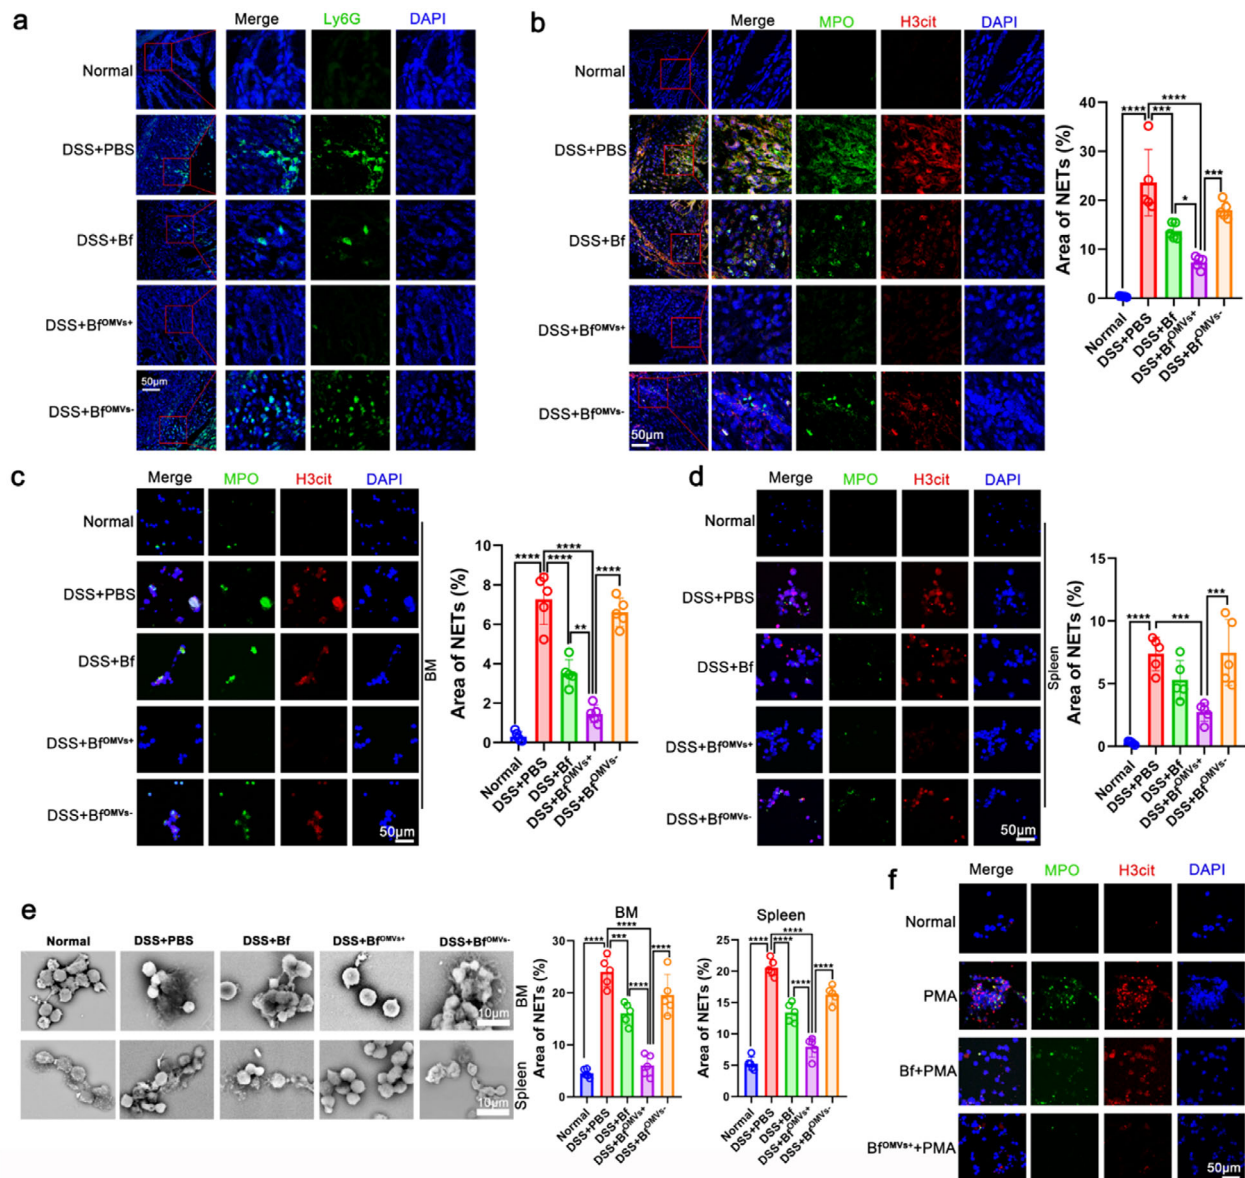 a
Merge Ly6G DAPI
Normal
DSS+PBS
DSS+Bf
DSS+Bf^OMVs+
DSS+Bf^OMVs-
50μm
b
Merge MPO H3cit DAPI
Normal
DSS+PBS
DSS+Bf
DSS+Bf^OMVs+
DSS+Bf^OMVs-
50μm
Area of NETs (%)
40
30
20
10
0
**** *** **** * ***
Normal DSS+PBS DSS+Bf DSS+Bf^OMVs+ DSS+Bf^OMVs-
c
Merge MPO H3cit DAPI
Normal
DSS+PBS
DSS+Bf
DSS+Bf^OMVs+
DSS+Bf^OMVs-
50μm
BM
Area of NETs (%)
10
8
6
4
2
0
**** **** **** ** ****
Normal DSS+PBS DSS+Bf DSS+Bf^OMVs+ DSS+Bf^OMVs-
d
Merge MPO H3cit DAPI
Normal
DSS+PBS
DSS+Bf
DSS+Bf^OMVs+
DSS+Bf^OMVs-
50μm
Spleen
Area of NETs (%)
15
10
5
0
**** *** ***
Normal DSS+PBS DSS+Bf DSS+Bf^OMVs+ DSS+Bf^OMVs-
e
Normal DSS+PBS DSS+Bf DSS+Bf^OMVs+ DSS+Bf^OMVs-
10μm
BM
10μm
Spleen
BM
Area of NETs (%)
30
20
10
0
**** *** **** **** ****
Normal DSS+PBS DSS+Bf DSS+Bf^OMVs+ DSS+Bf^OMVs-
Spleen
Area of NETs (%)
25
20
15
10
5
0
**** **** **** **** ****
Normal DSS+PBS DSS+Bf DSS+Bf^OMVs+ DSS+Bf^OMVs-
f
Merge MPO H3cit DAPI
Normal
PMA
Bf+PMA
Bf^OMVs++PMA
50μm